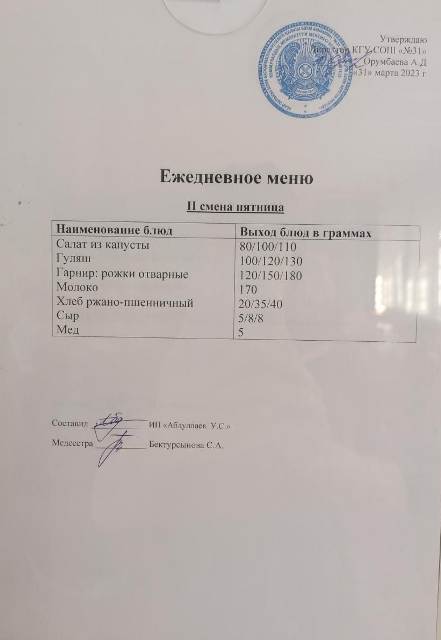 Утверждаю
Директор КГУ СОШ «№31»
Орумбаева А.Д
«31» марта 2023 г
Ежедневное меню
II смена пятница
Наименование блюд Выход блюд в граммах
Салат из капусты 80/100/110
Гуляш 100/120/130
Гарнир: рожки отварные 120/150/180
Молоко 170
Хлеб ржано-пшенничный 20/35/40
Сыр 5/8/8
Мед 5
Составил ИП «Абдуллаев У.С.»
Медсестра Бектурсынова С.А.